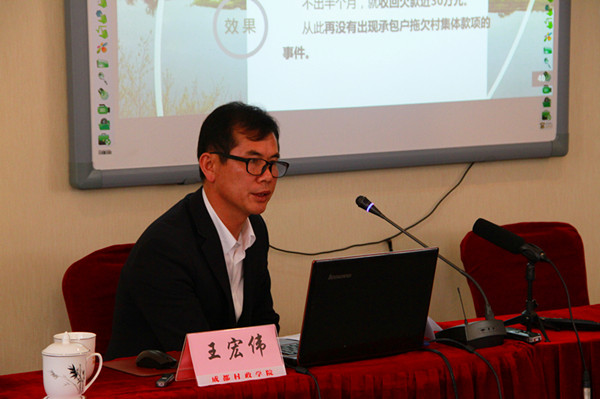 效果
不出半个月，就收回欠款近30万元。
从此再没有出现承包户拖欠村集体款项的
事件。
lenovo
王宏伟
成都村政学院